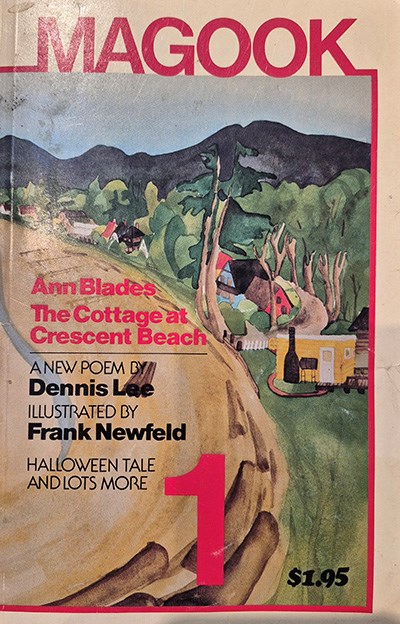 MAGOOK
Ann Blades
The Cottage at
Crescent Beach
A NEW POEM BY
Dennis Lee
ILLUSTRATED BY
Frank Newfeld
HALLOWEEN TALE
AND LOTS MORE
1
$1.95